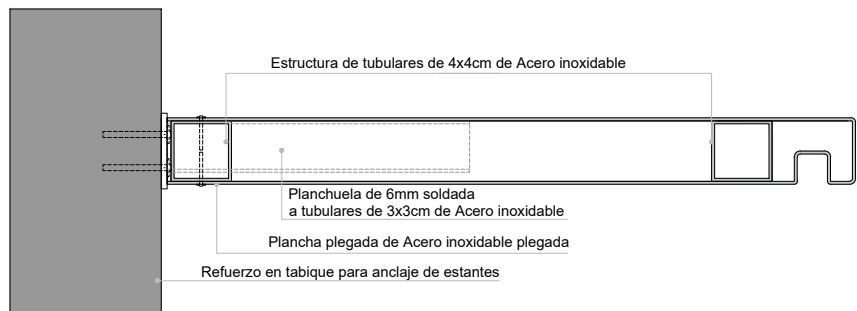 Estructura de tubulares de 4x4cm de Acero inoxidable
Planchuela de 6mm soldada
a tubulares de 3x3cm de Acero inoxidable
Plancha plegada de Acero inoxidable plegada
Refuerzo en tabique para anclaje de estantes